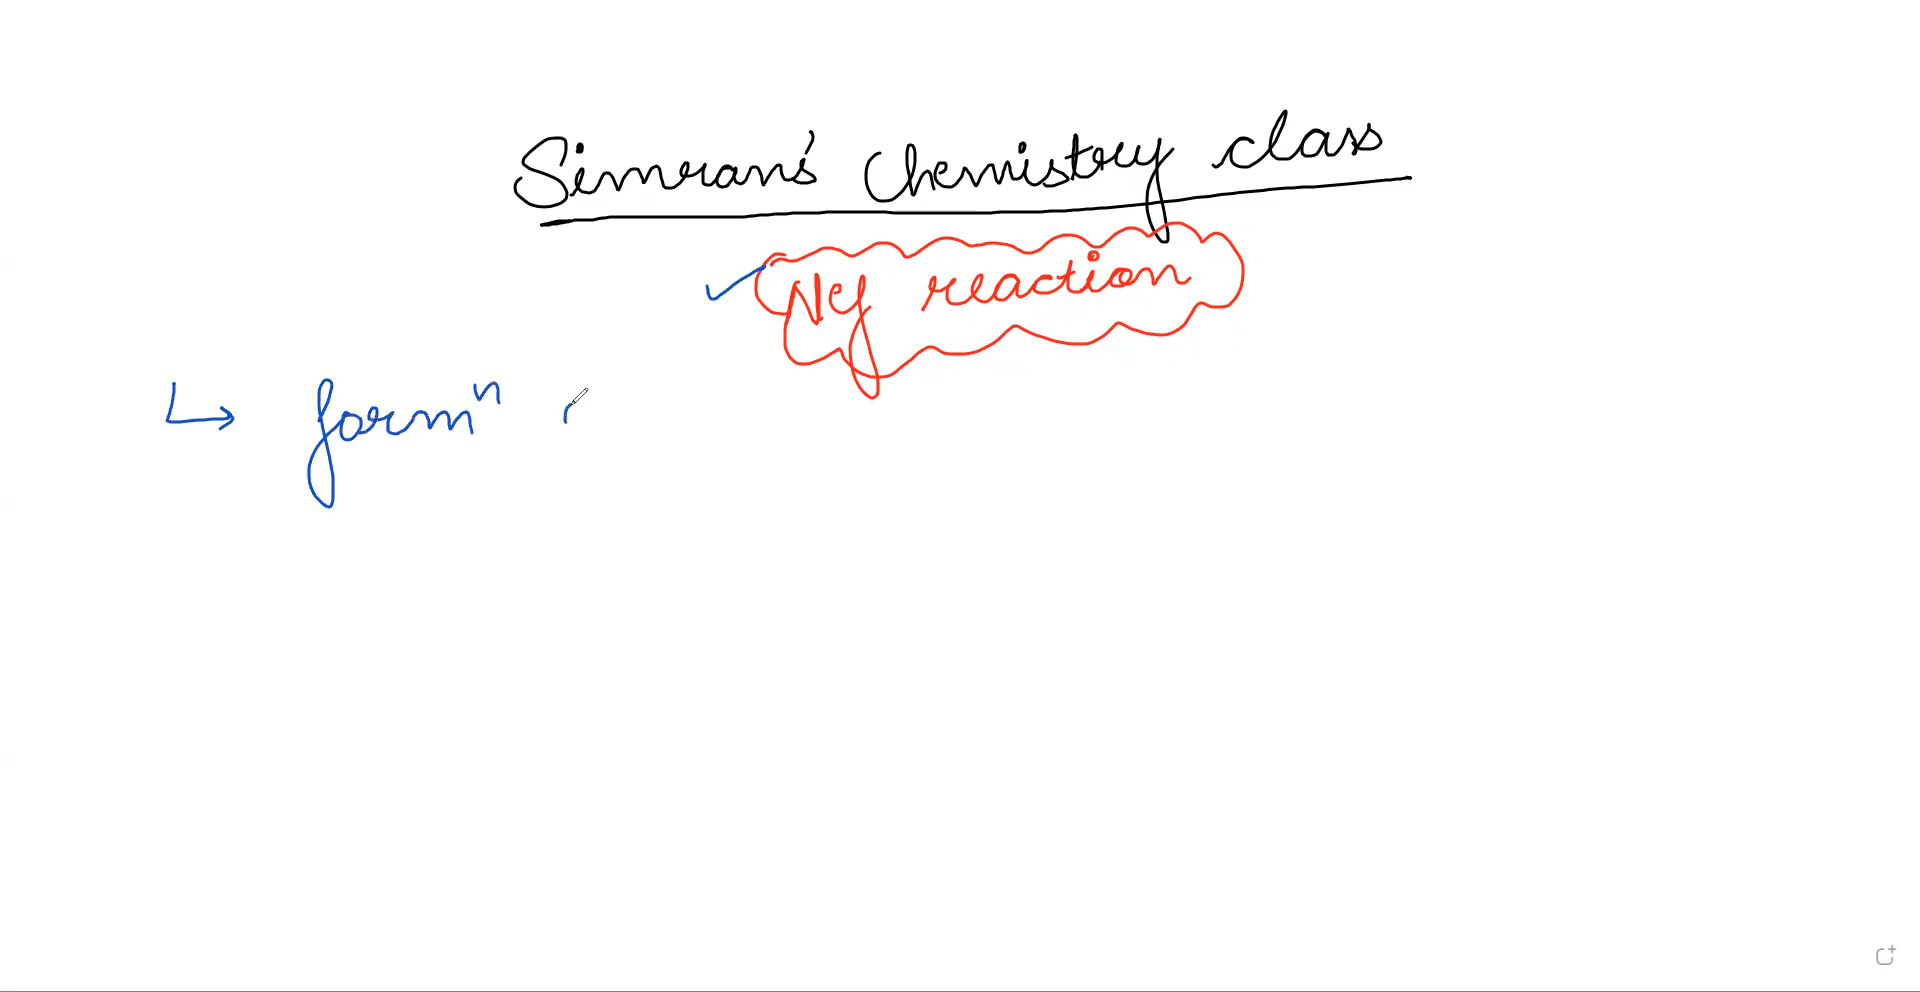 Simran's Chemistry class
Nef reaction
↳ formⁿ